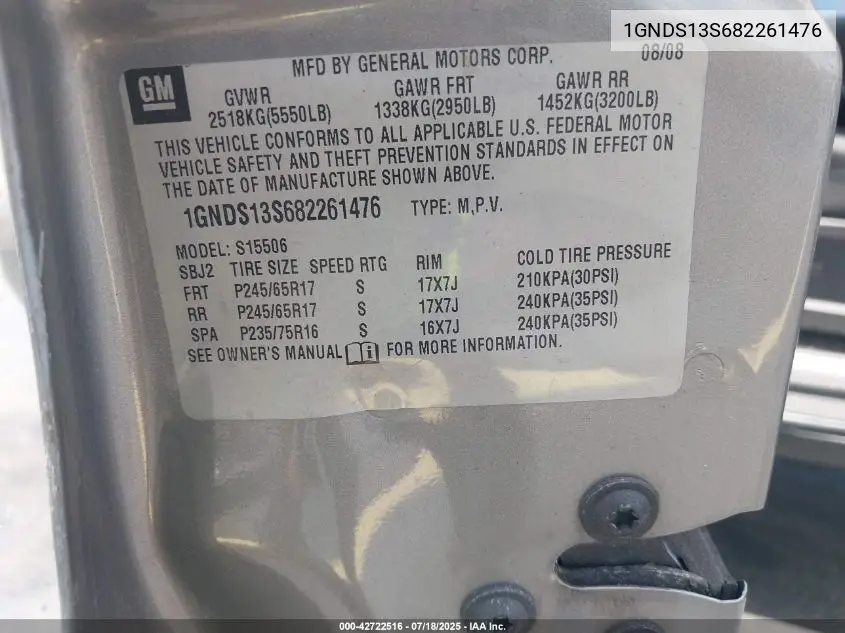 1GNDS13S682261476
GM
MFD BY GENERAL MOTORS CORP. 08/08
GVWR GAWR FRT GAWR RR
2518KG(5550LB) 1338KG(2950LB) 1452KG(3200LB)
THIS VEHICLE CONFORMS TO ALL APPLICABLE U.S. FEDERAL MOTOR
VEHICLE SAFETY AND THEFT PREVENTION STANDARDS IN EFFECT ON
THE DATE OF MANUFACTURE SHOWN ABOVE.
1GNDS13S682261476 TYPE: M,P.V.
MODEL: S15506
SBJ2 TIRE SIZE SPEED RTG RIM COLD TIRE PRESSURE
FRT P245/65R17 S 17X7J 210KPA(30PSI)
RR P245/65R17 S 17X7J 240KPA(35PSI)
SPA P235/75R16 S 16X7J 240KPA(35PSI)
SEE OWNER'S MANUAL i FOR MORE INFORMATION.
000-42722516 - 07/18/2025 - IAA Inc.